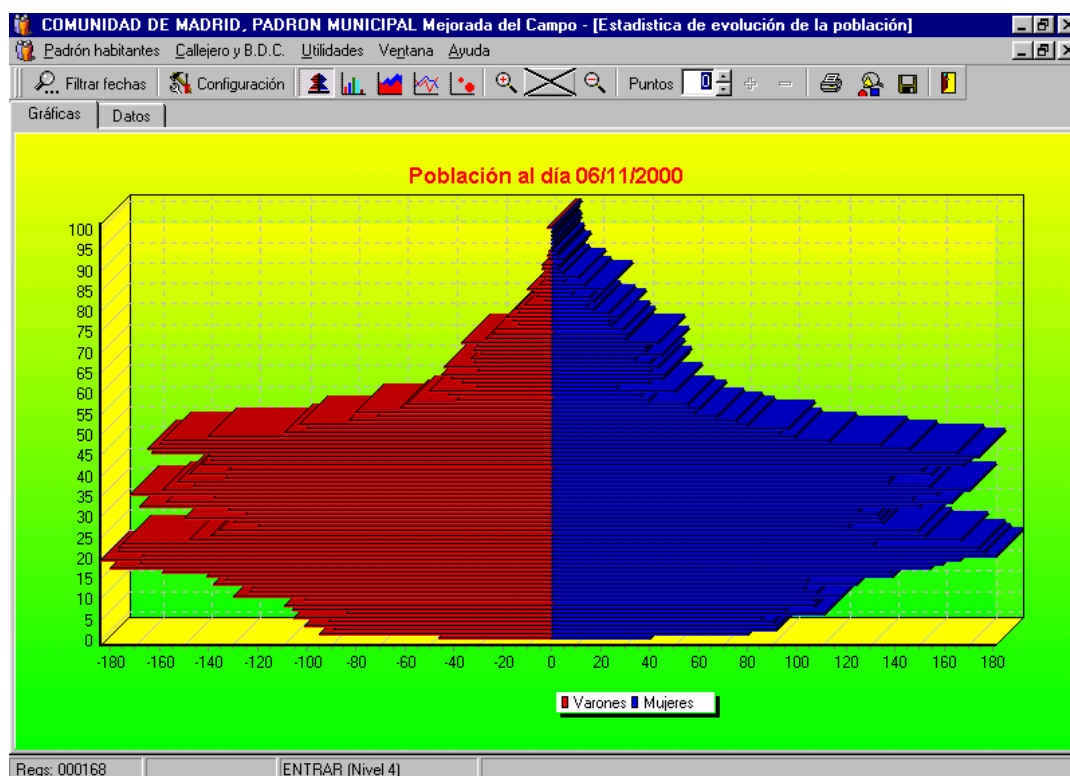 COMUNIDAD DE MADRID, PADRON MUNICIPAL Mejorada del Campo - [Estadistica de evolución de la población]
Padrón habitantes Callejero y B.D.C. Utilidades Ventana Ayuda
Filtrar fechas Configuración Puntos 0
Gráficas Datos
Población al día 06/11/2000
100
95
90
85
80
75
70
65
60
55
50
45
40
35
30
25
20
15
10
5
0
-180 -160 -140 -120 -100 -80 -60 -40 -20 0 20 40 60 80 100 120 140 160 180
Varones Mujeres
Regs: 000168 ENTRAR (Nivel 4)